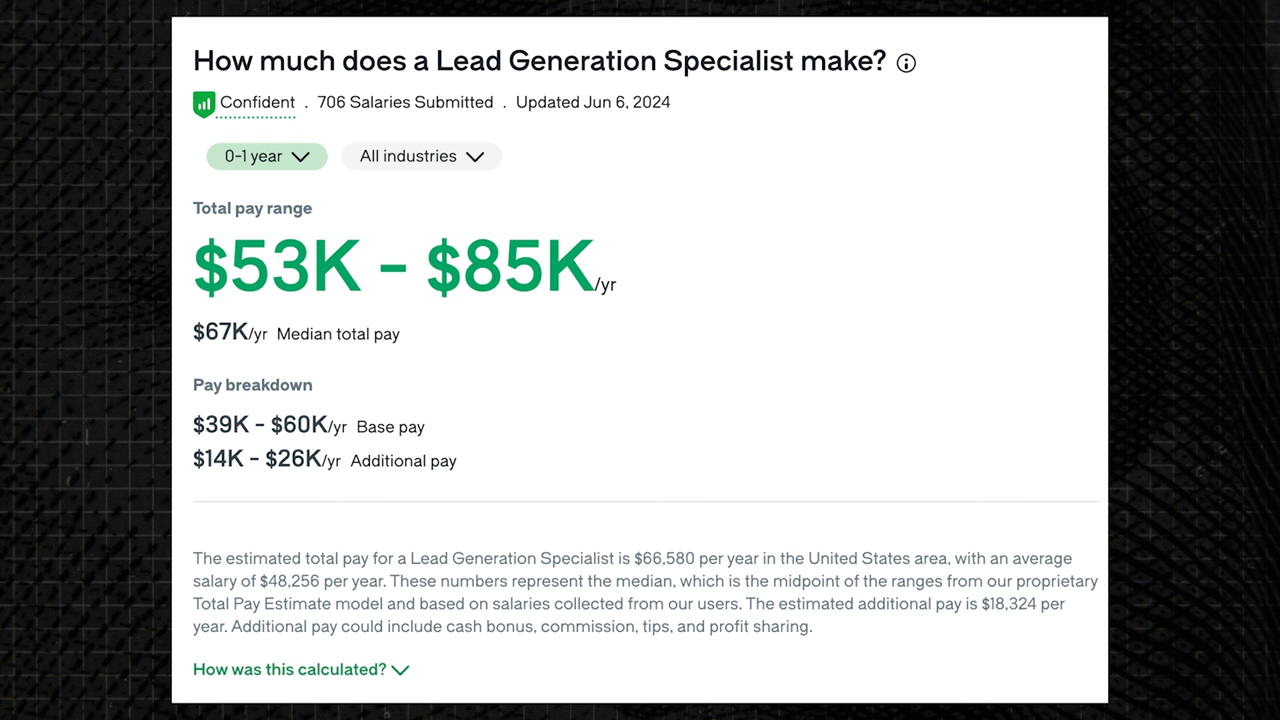 How much does a Lead Generation Specialist make?
Confident . 706 Salaries Submitted . Updated Jun 6, 2024
0-1 year All industries
Total pay range
$53K - $85K/yr
$67K/yr Median total pay
Pay breakdown
$39K - $60K/yr Base pay
$14K - $26K/yr Additional pay
The estimated total pay for a Lead Generation Specialist is $66,580 per year in the United States area, with an average
salary of $48,256 per year. These numbers represent the median, which is the midpoint of the ranges from our proprietary
Total Pay Estimate model and based on salaries collected from our users. The estimated additional pay is $18,324 per
year. Additional pay could include cash bonus, commission, tips, and profit sharing.
How was this calculated?